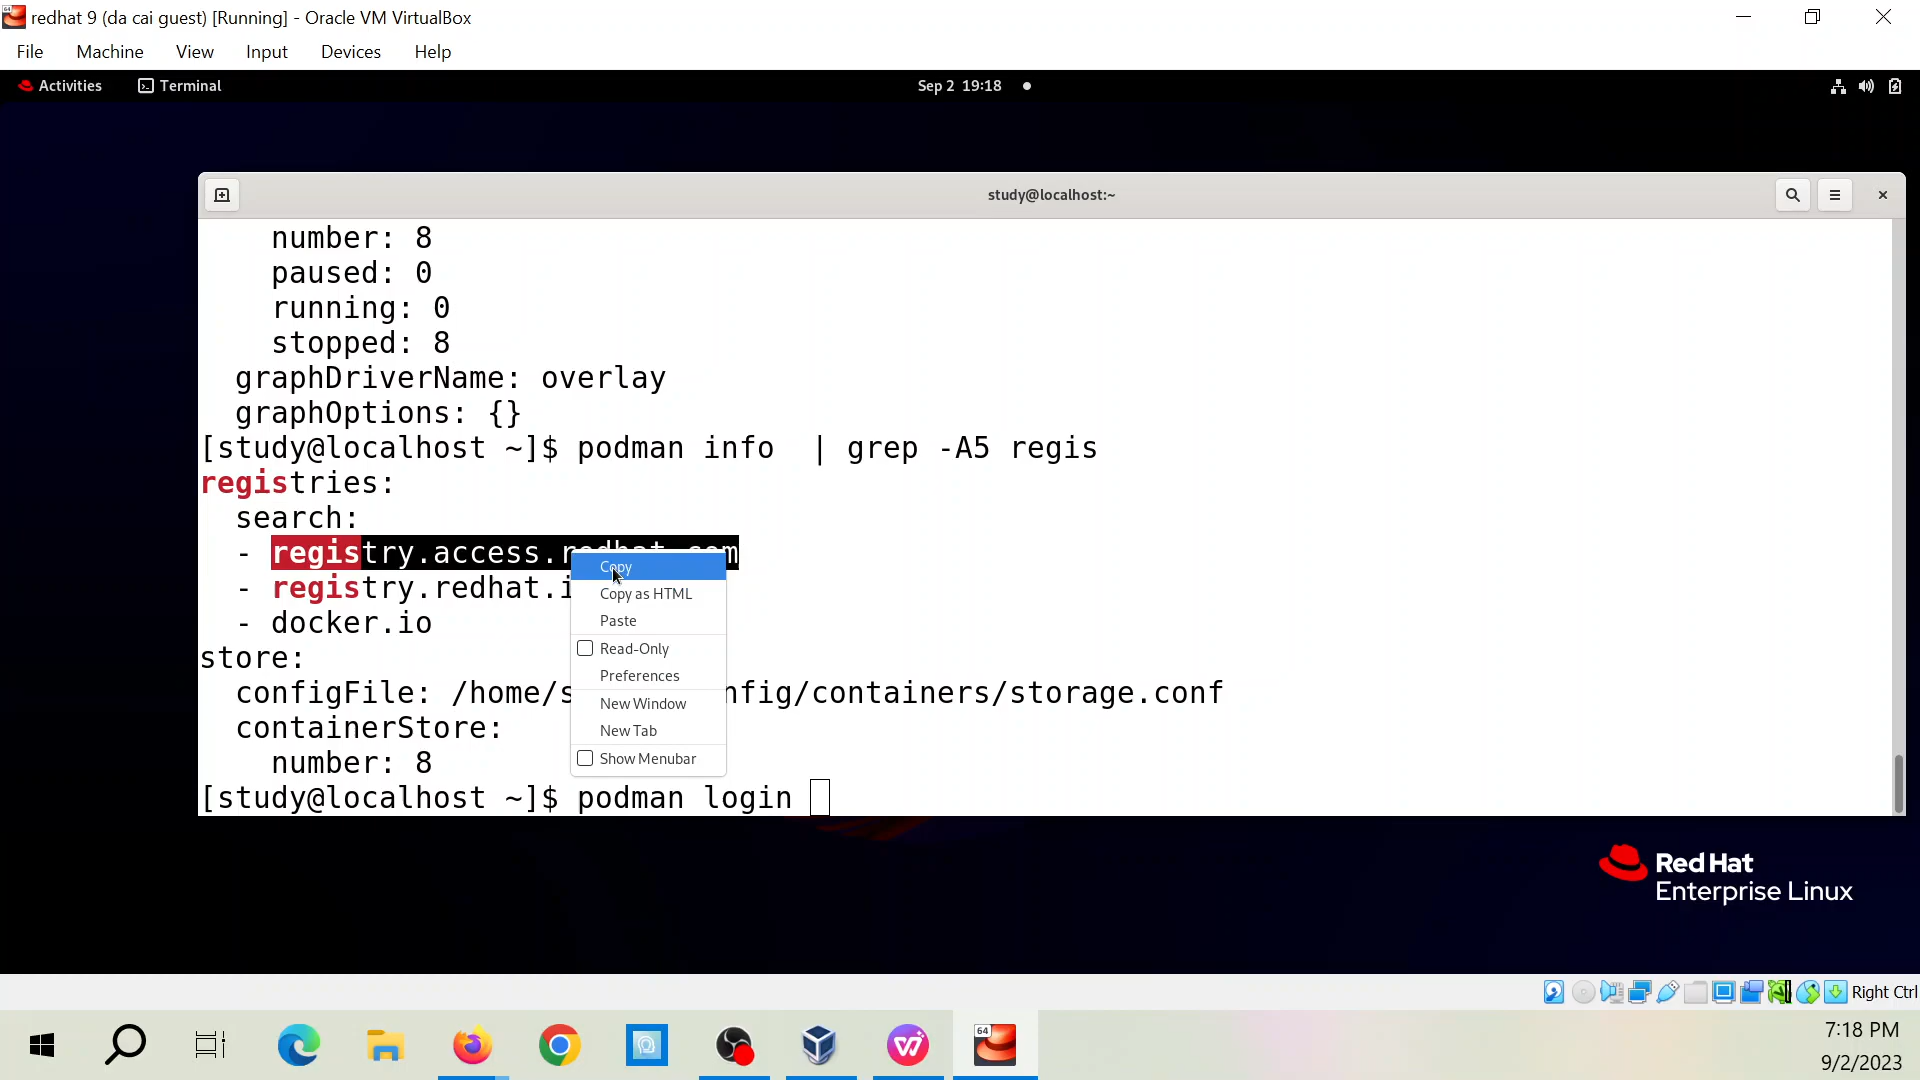 redhat 9 (da cai guest) [Running] - Oracle VM VirtualBox
File Machine View Input Devices Help
Activities Terminal Sep 2 19:18
study@localhost:~
number: 8
paused: 0
running: 0
stopped: 8
graphDriverName: overlay
graphOptions: {}
[study@localhost ~]$ podman info  | grep -A5 regis
registries:
search:
- registry.access.redhat.com
- registry.redhat.i
- docker.io
store:
configFile: /home/s nfig/containers/storage.conf
containerStore:
number: 8
[study@localhost ~]$ podman login
Copy
Copy as HTML
Paste
Read-Only
Preferences
New Window
New Tab
Show Menubar
Red Hat
Enterprise Linux
Right Ctrl
64
7:18 PM
9/2/2023